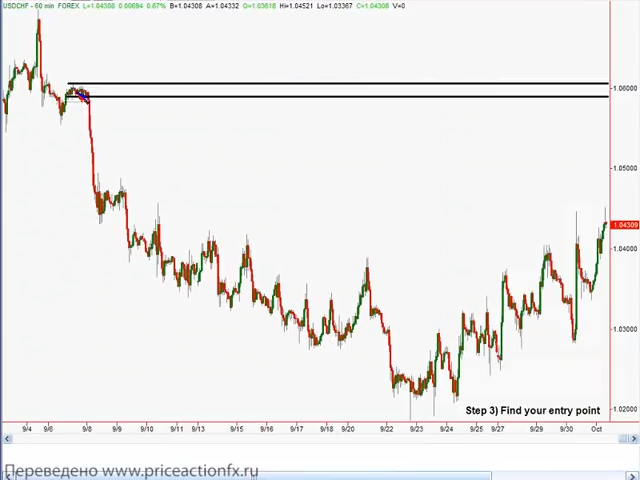 USDCHF - 60 min FOREX L=1.04308 0.00694 0.67% B=1.04308 A=1.04332 O=1.03618 Hi=1.04521 Lo=1.03367 C=1.04308 V=0
1.06000
1.05000
1.04309
1.04000
1.03000
Step 3) Find your entry point
1.02000
9/4 9/6 9/8 9/9 9/10 9/11 9/13 9/15 9/17 9/18 9/20 9/22 9/23 9/24 9/25 9/27 9/29 9/30 Oct
Переведено www.priceactionfx.ru